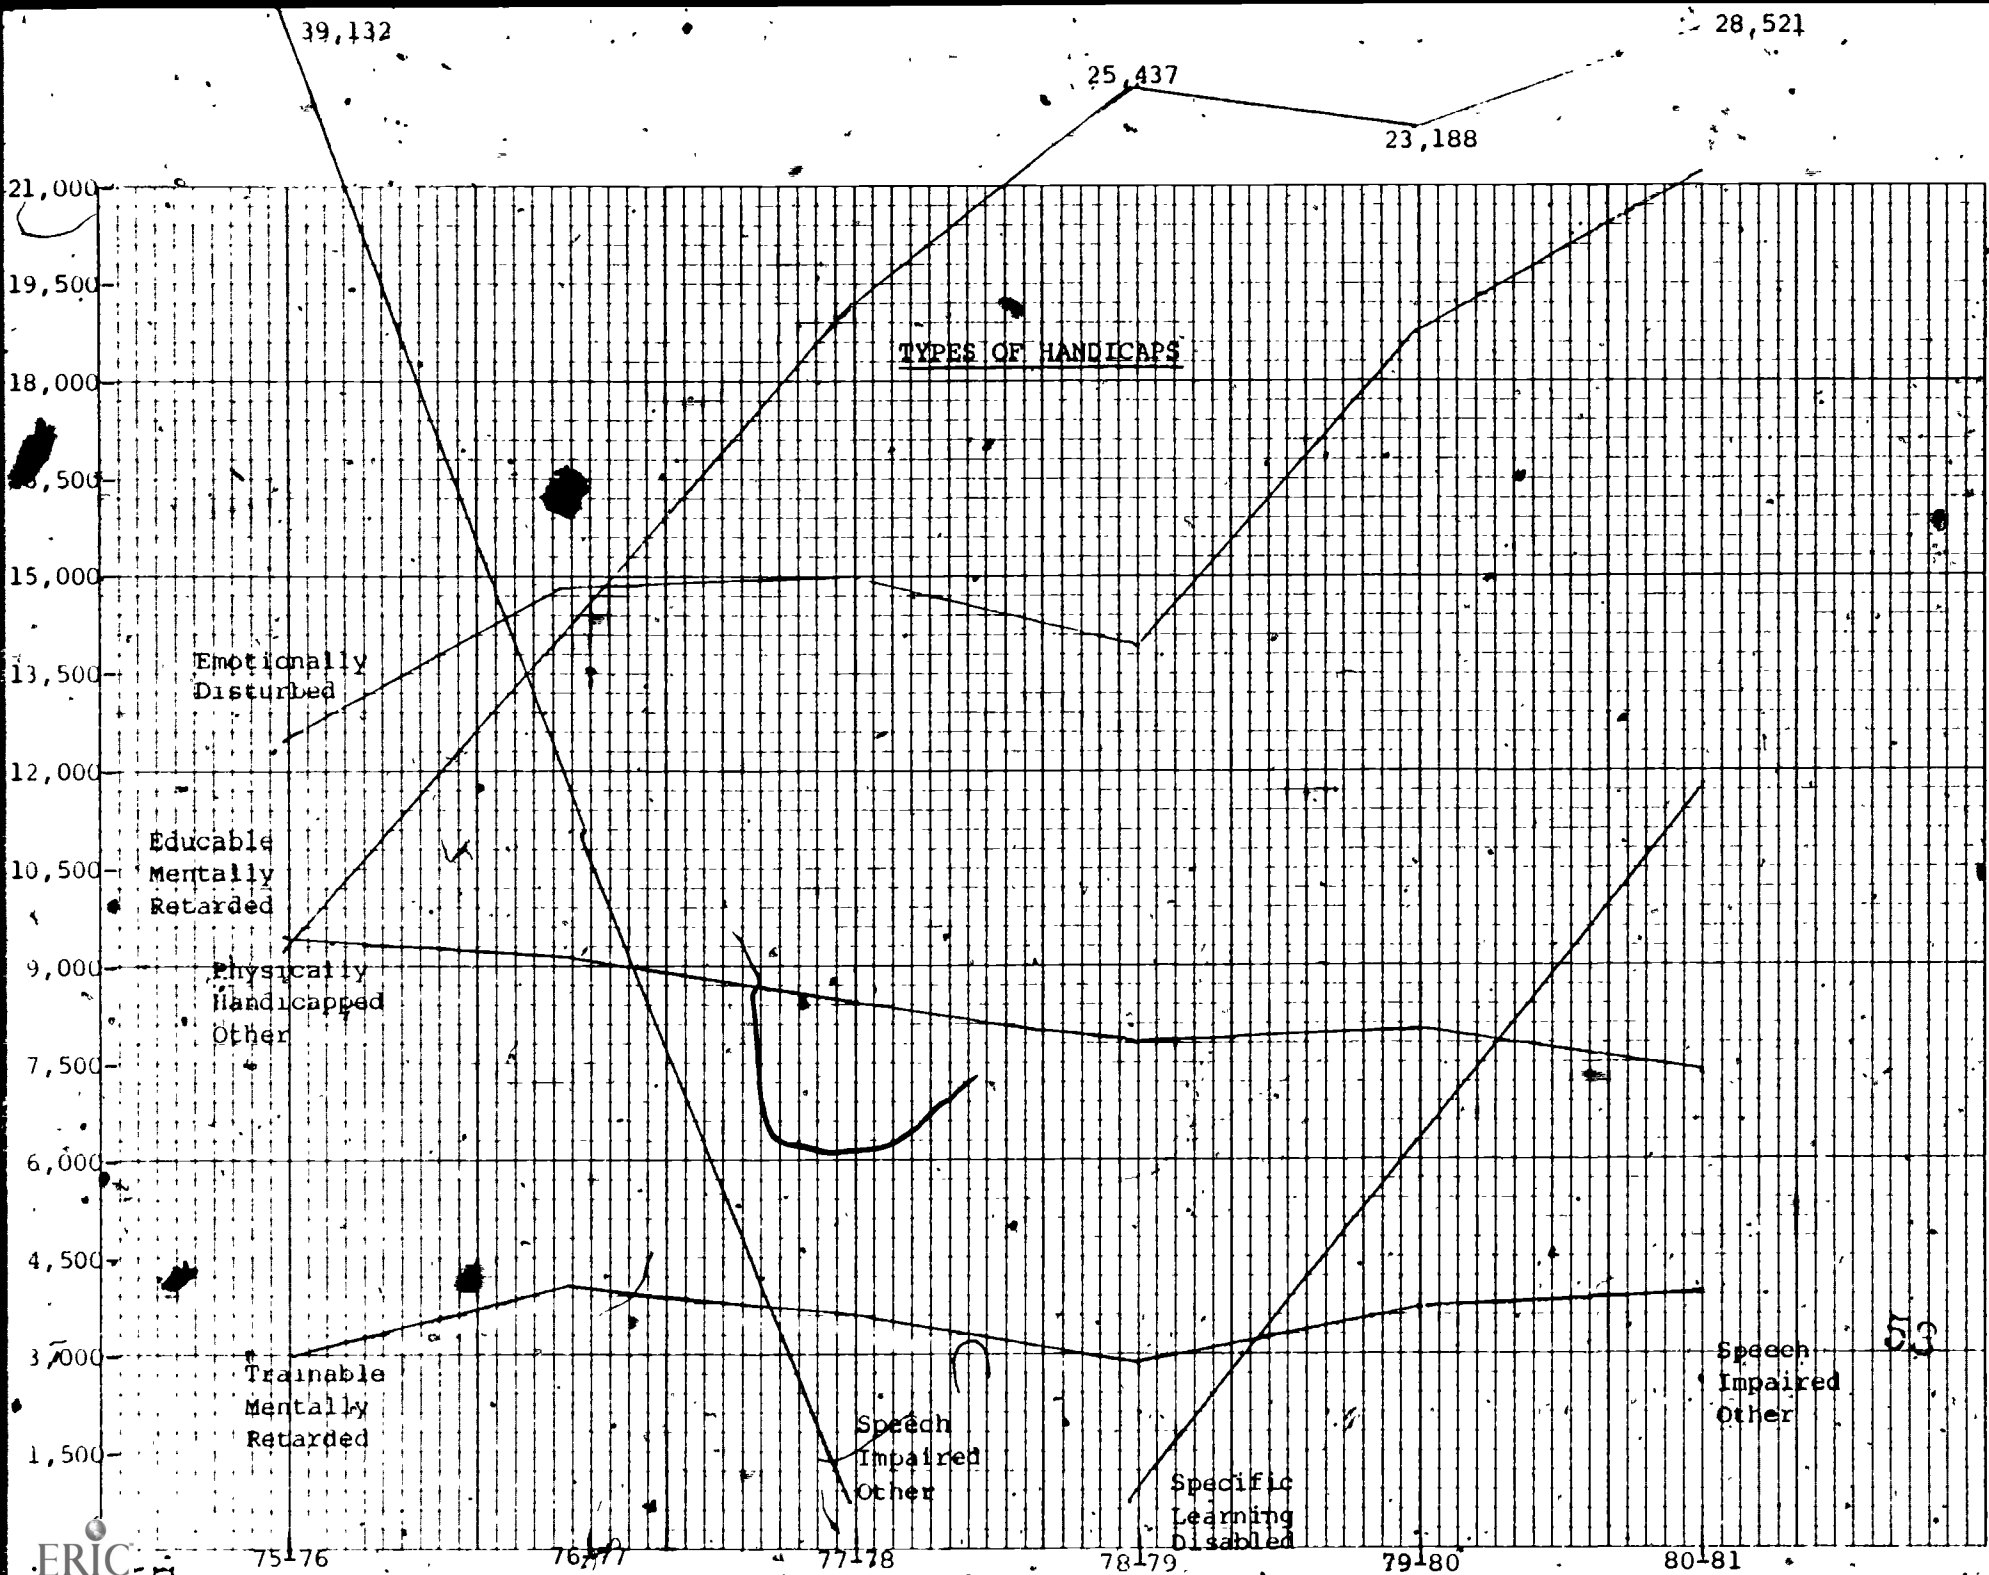 39,132
28,521
25,437
23,188
21,000
19,500
TYPES OF HANDICAPS
18,000
,500
15,000
Emotionally
Disturbed
13,500
12,000
Educable
Mentally
Retarded
10,500
9,000
Physically
Handicapped
Other
7,500
6,000
4,500
3,000
Trainable
Mentally
Retarded
Speech
Impaired
Other
1,500
Speech
Impaired
Other
Specific
Learning
Disabled
53
75-76
76-77
77-78
78-79
79-80
80-81
ERIC